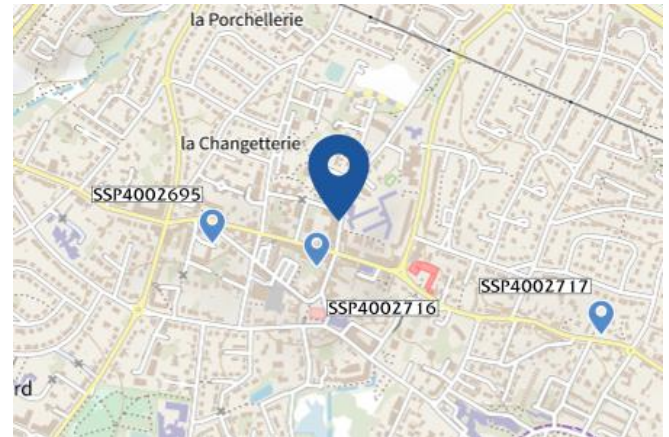 la Porchellerie
la Changetterie
SSP4002695
SSP4002717
SSP4002716
rd